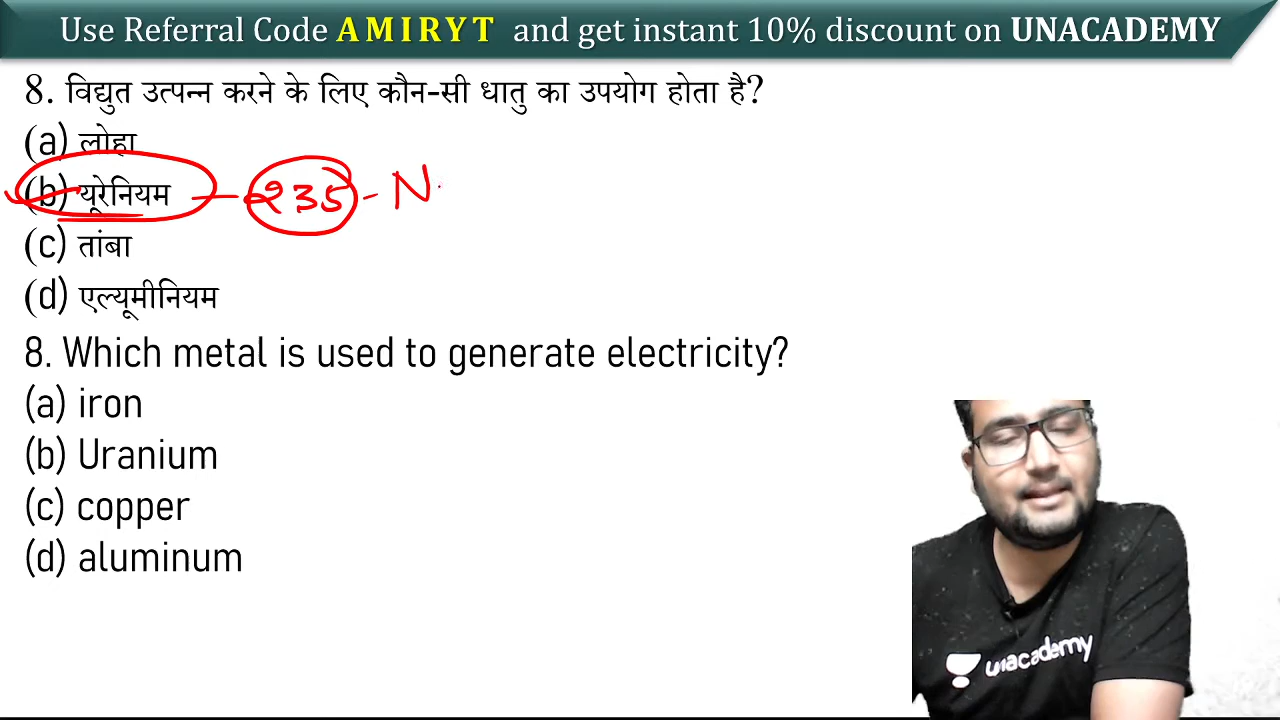 Use Referral Code AMIRYT and get instant 10% discount on UNACADEMY
8. विद्युत उत्पन्न करने के लिए कौन-सी धातु का उपयोग होता है?
(a) लोहा
(b) यूरेनियम - 235 - N
(c) तांबा
(d) एल्यूमीनियम
8. Which metal is used to generate electricity?
(a) iron
(b) Uranium
(c) copper
(d) aluminum
unacademy